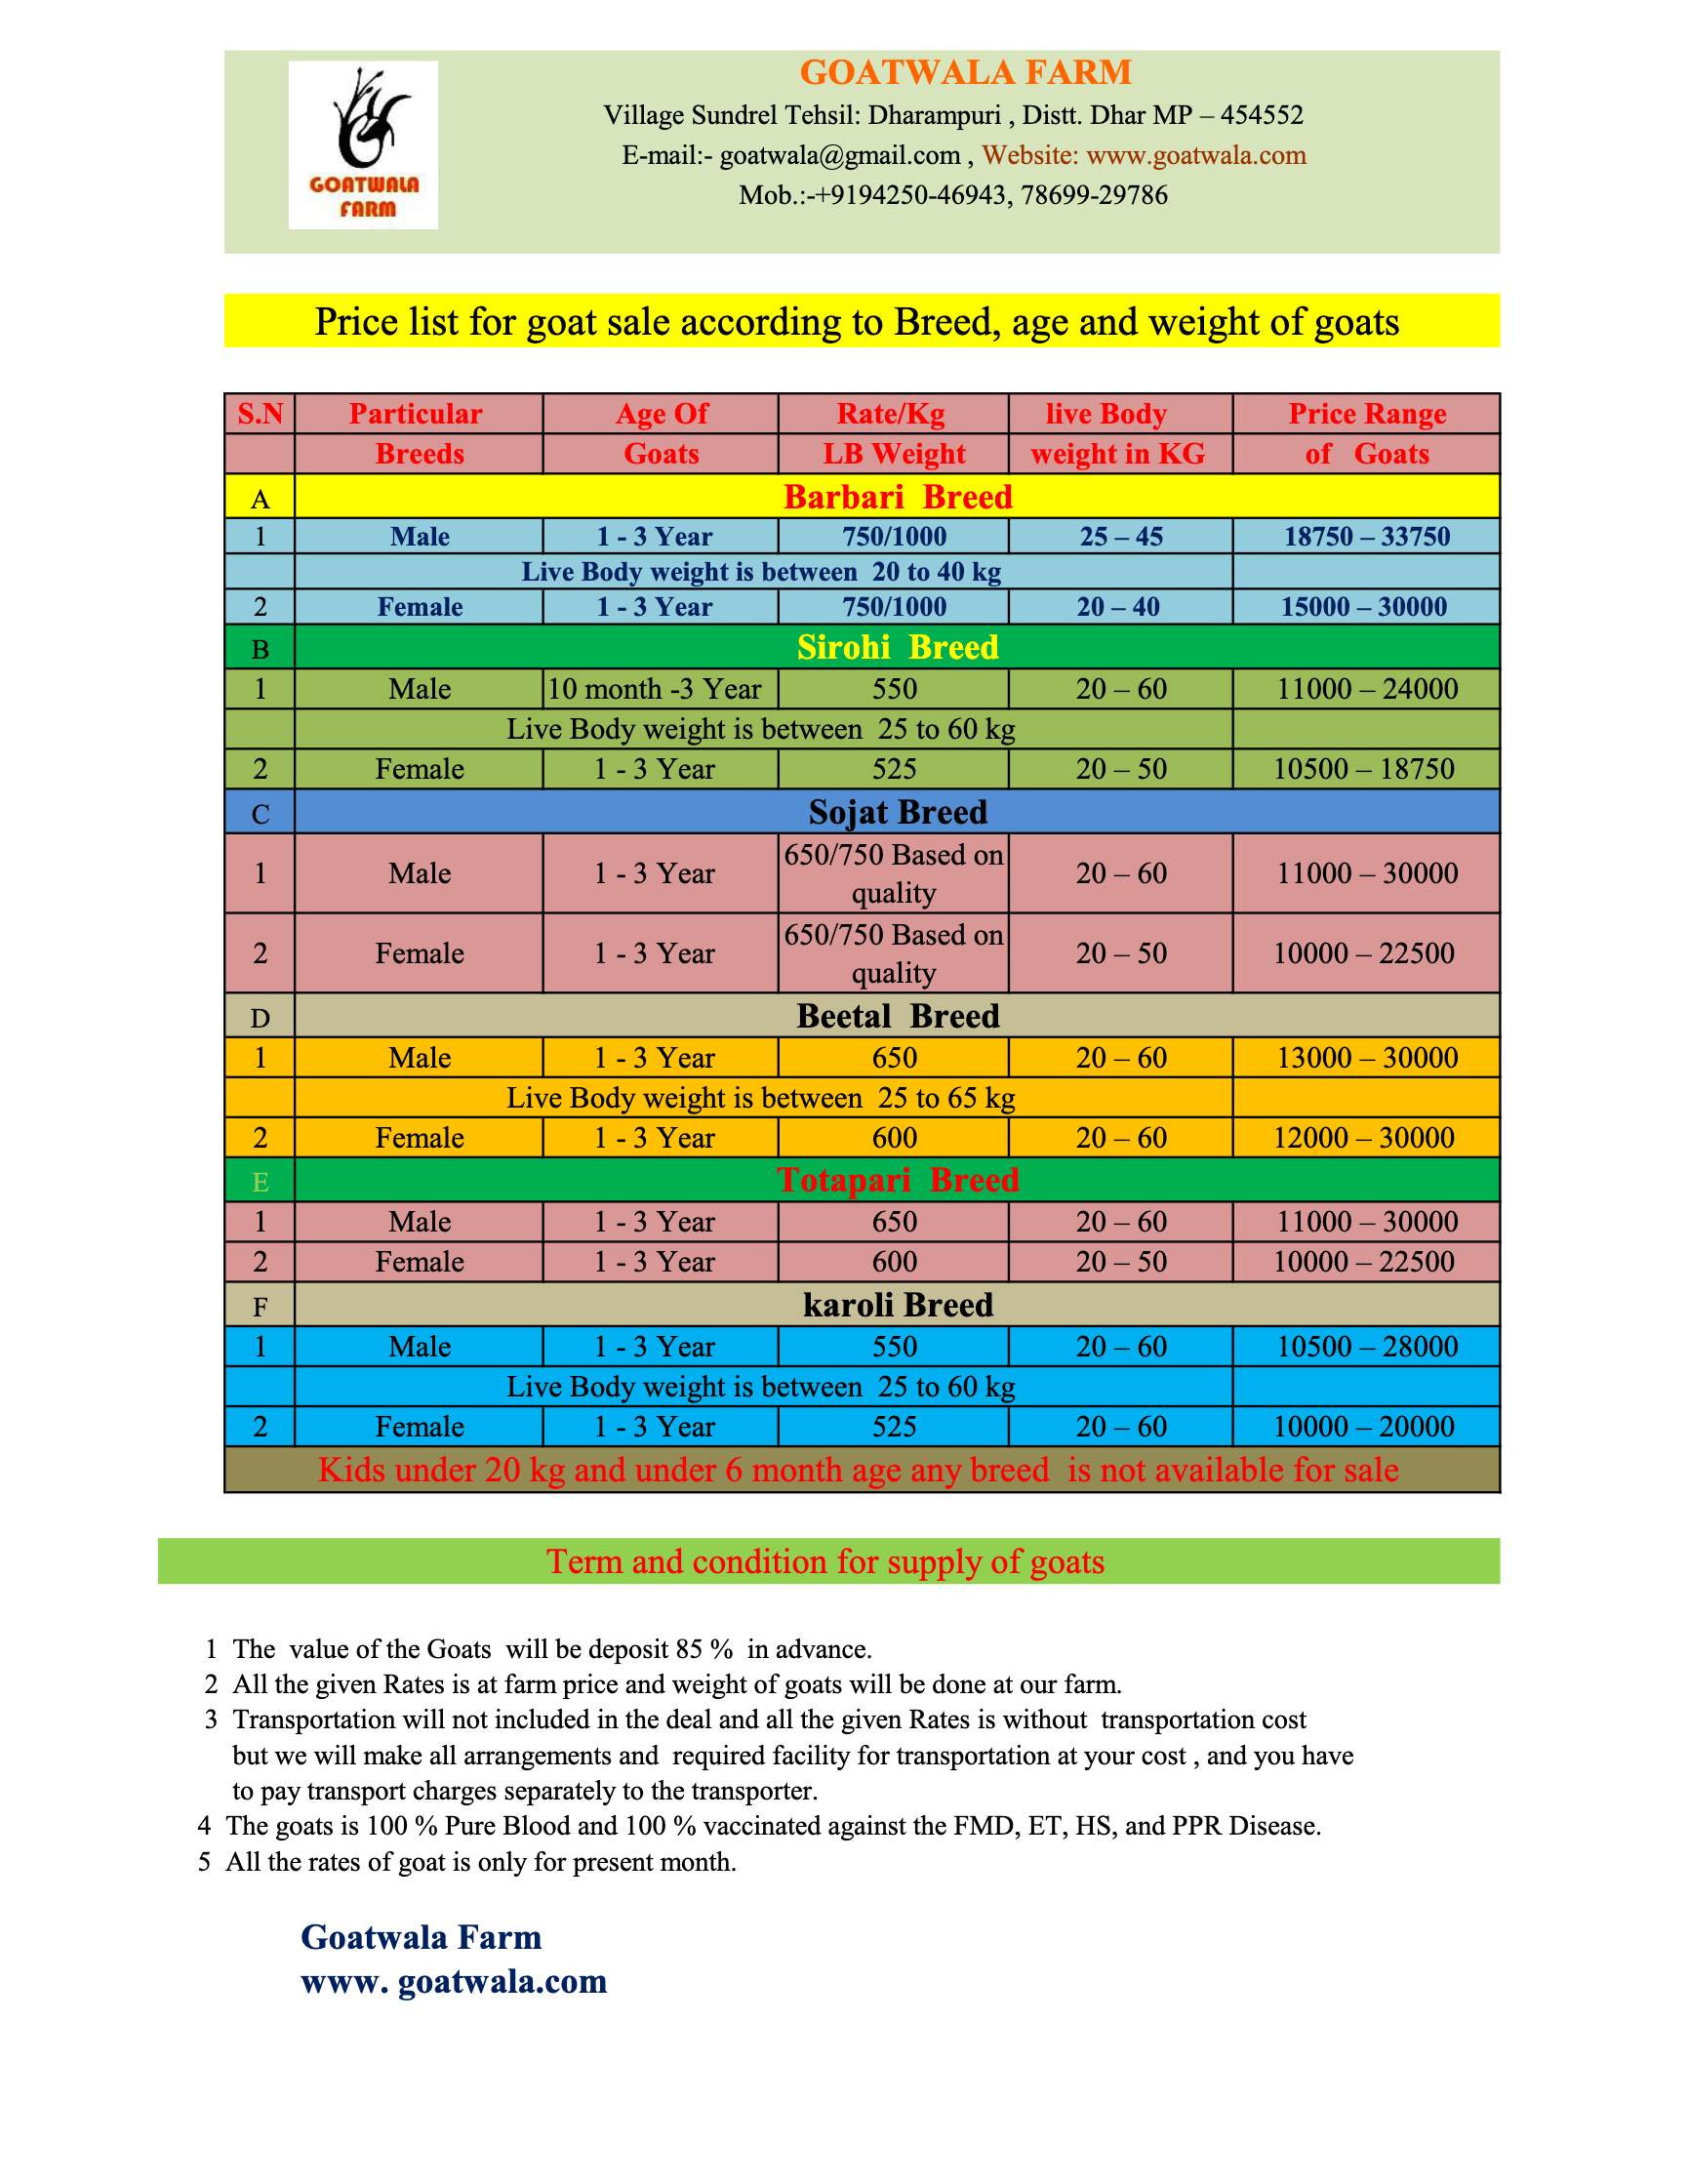 GOATWALA
FARM
GOATWALA FARM
Village Sundrel Tehsil: Dharampuri , Distt. Dhar MP – 454552
E-mail:- goatwala@gmail.com , Website: www.goatwala.com
Mob.:-+9194250-46943, 78699-29786
Price list for goat sale according to Breed, age and weight of goats
S.N Particular Age Of Rate/Kg live Body Price Range
Breeds Goats LB Weight weight in KG of Goats
A Barbari Breed
1 Male 1 - 3 Year 750/1000 25 – 45 18750 – 33750
Live Body weight is between 20 to 40 kg
2 Female 1 - 3 Year 750/1000 20 – 40 15000 – 30000
B Sirohi Breed
1 Male 10 month -3 Year 550 20 – 60 11000 – 24000
Live Body weight is between 25 to 60 kg
2 Female 1 - 3 Year 525 20 – 50 10500 – 18750
C Sojat Breed
1 Male 1 - 3 Year 650/750 Based on quality 20 – 60 11000 – 30000
2 Female 1 - 3 Year 650/750 Based on quality 20 – 50 10000 – 22500
D Beetal Breed
1 Male 1 - 3 Year 650 20 – 60 13000 – 30000
Live Body weight is between 25 to 65 kg
2 Female 1 - 3 Year 600 20 – 60 12000 – 30000
E Totapari Breed
1 Male 1 - 3 Year 650 20 – 60 11000 – 30000
2 Female 1 - 3 Year 600 20 – 50 10000 – 22500
F karoli Breed
1 Male 1 - 3 Year 550 20 – 60 10500 – 28000
Live Body weight is between 25 to 60 kg
2 Female 1 - 3 Year 525 20 – 60 10000 – 20000
Kids under 20 kg and under 6 month age any breed is not available for sale
Term and condition for supply of goats
1 The value of the Goats will be deposit 85 % in advance.
2 All the given Rates is at farm price and weight of goats will be done at our farm.
3 Transportation will not included in the deal and all the given Rates is without transportation cost
but we will make all arrangements and required facility for transportation at your cost , and you have
to pay transport charges separately to the transporter.
4 The goats is 100 % Pure Blood and 100 % vaccinated against the FMD, ET, HS, and PPR Disease.
5 All the rates of goat is only for present month.
Goatwala Farm
www. goatwala.com